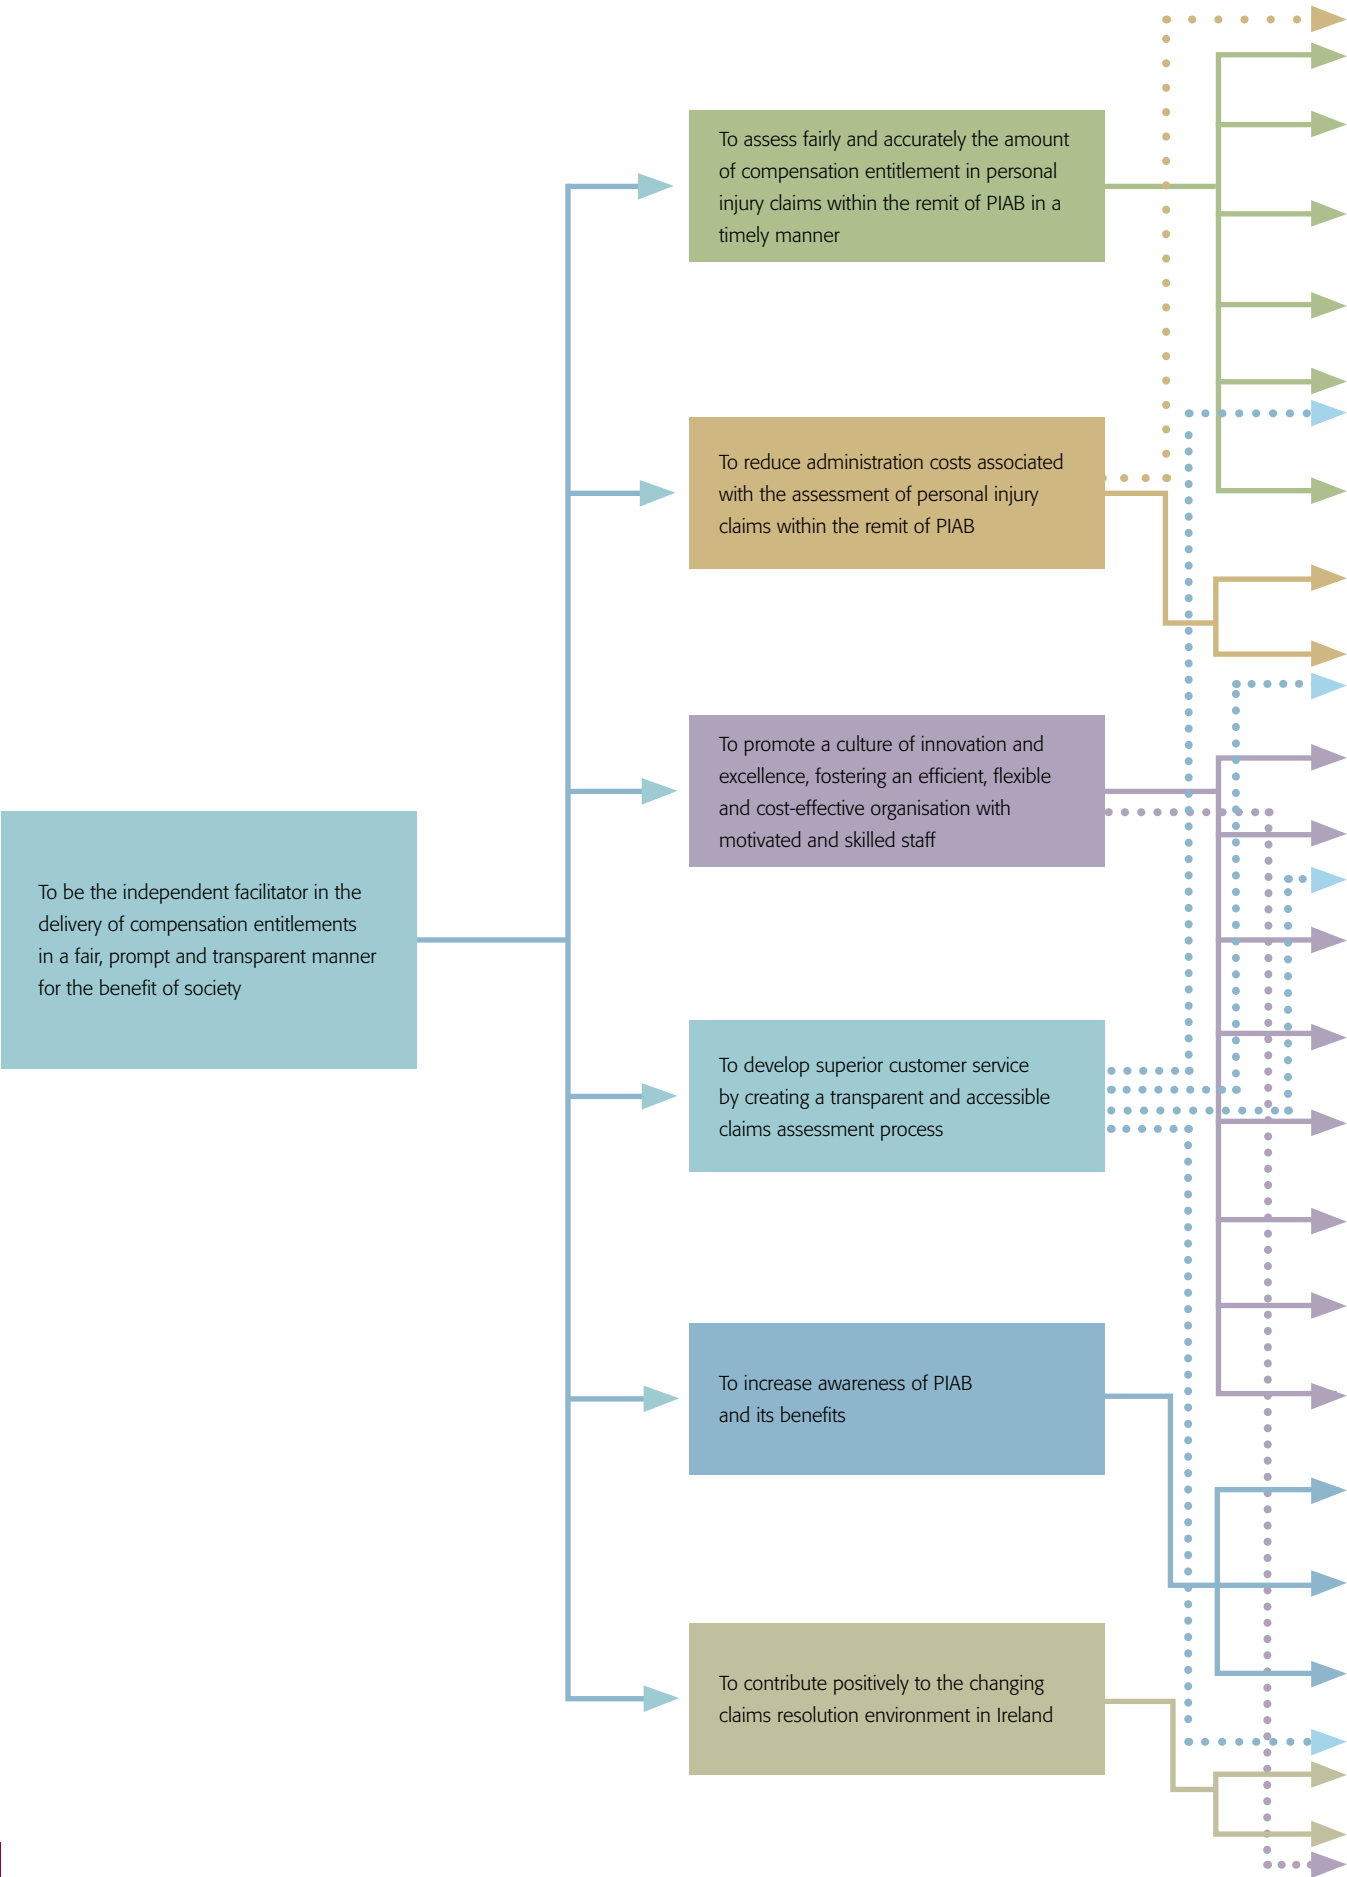 To assess fairly and accurately the amount
of compensation entitlement in personal
injury claims within the remit of PIAB in a
timely manner
To reduce administration costs associated
with the assessment of personal injury
claims within the remit of PIAB
To promote a culture of innovation and
excellence, fostering an efficient, flexible
and cost-effective organisation with
motivated and skilled staff
To be the independent facilitator in the
delivery of compensation entitlements
in a fair, prompt and transparent manner
for the benefit of society
To develop superior customer service
by creating a transparent and accessible
claims assessment process
To increase awareness of PIAB
and its benefits
To contribute positively to the changing
claims resolution environment in Ireland